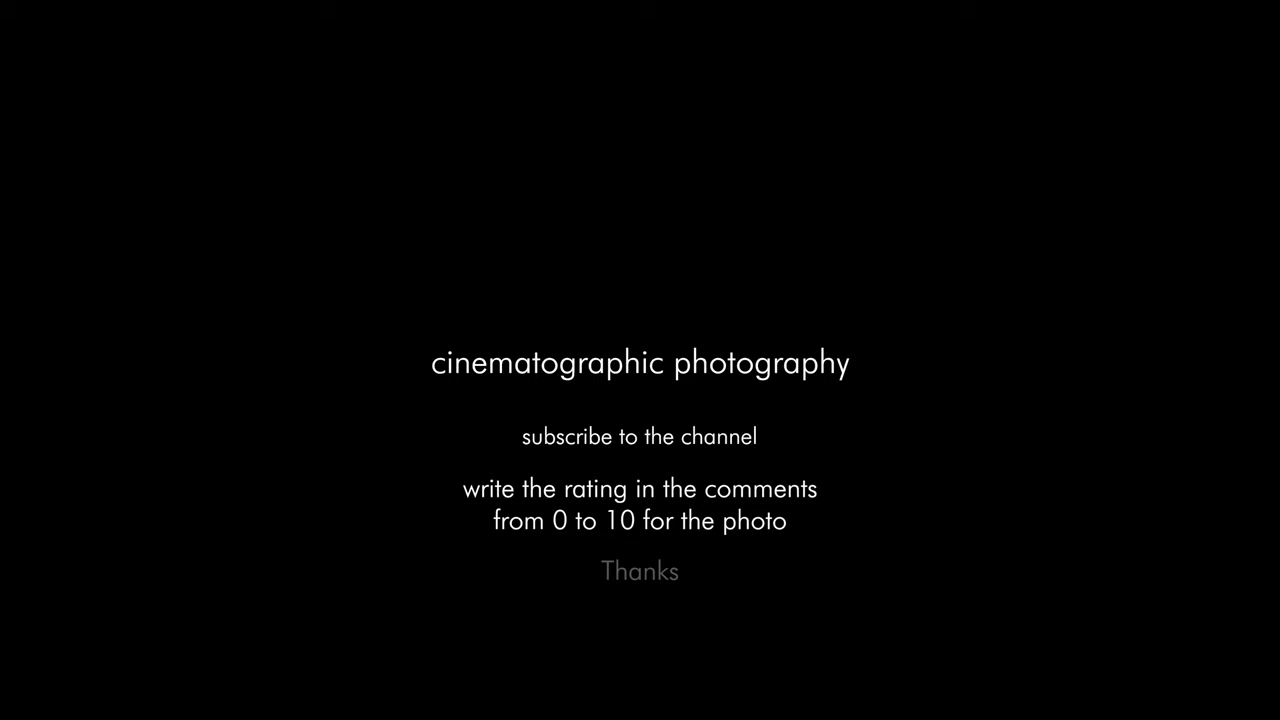 cinematographic photography
subscribe to the channel
write the rating in the comments
from 0 to 10 for the photo
Thanks